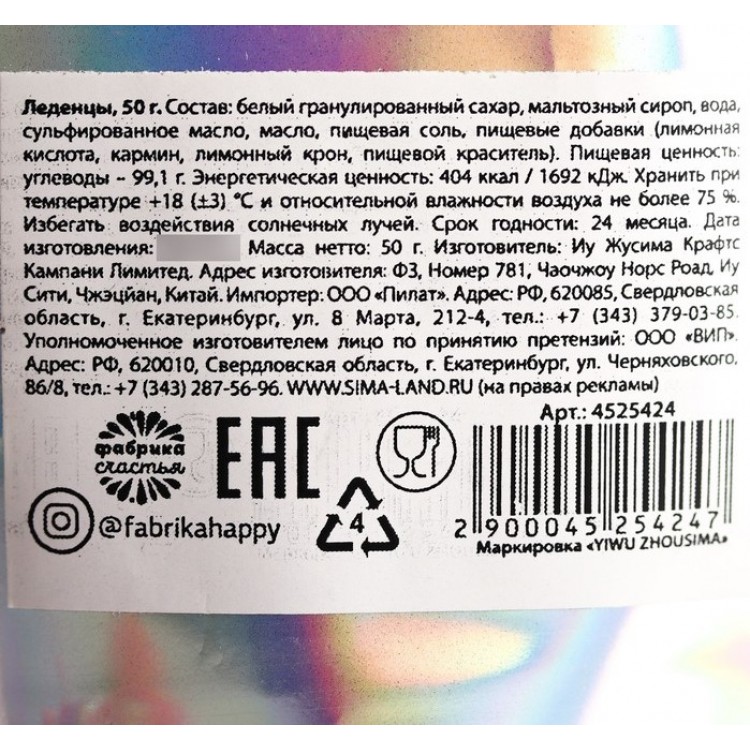 Леденцы, 50 г. Состав: белый гранулированный сахар, мальтозный сироп, вода,
сульфированное масло, масло, пищевая соль, пищевые добавки (лимонная
кислота, кармин, лимонный крон, пищевой краситель). Пищевая ценность:
углеводы – 99,1 г. Энергетическая ценность: 404 ккал / 1692 кДж. Хранить при
температуре +18 (±3) °С и относительной влажности воздуха не более 75 %.
Избегать воздействия солнечных лучей. Срок годности: 24 месяца. Дата
изготовления: Масса нетто: 50 г. Изготовитель: Иу Жусима Крафтс
Кампани Лимитед. Адрес изготовителя: Ф3, Номер 781, Чаочжоу Норс Роад, Иу
Сити, Чжэцйан, Китай. Импортер: ООО «Пилат». Адрес: РФ, 620085, Свердловская
область, г. Екатеринбург, ул. 8 Марта, 212-4, тел.: +7 (343) 379-03-85.
Уполномоченное изготовителем лицо по принятию претензий: ООО «ВИП».
Адрес: РФ, 620010, Свердловская область, г. Екатеринбург, ул. Черняховского,
86/8, тел.: +7 (343) 287-56-96. WWW.SIMA-LAND.RU (на правах рекламы)
Арт.: 4525424
фабрика
счастья
EAC
@fabrikahappy
4
2 900045 254247
Маркировка «YIWU ZHOUSIMA»